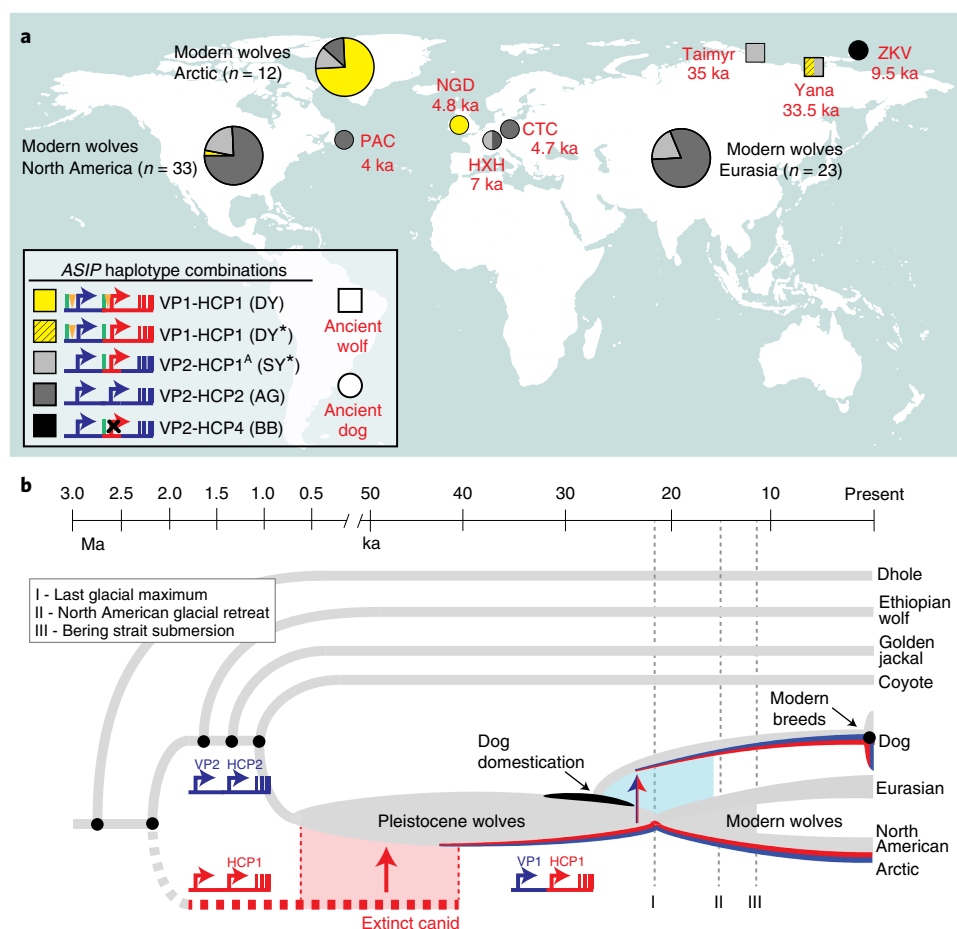 a
Modern wolves
Arctic (n = 12)
Modern wolves
North America (n = 33)
PAC
4 ka
NGD
4.8 ka
CTC
4.7 ka
HXH
7 ka
Taimyr
35 ka
Yana
33.5 ka
ZKV
9.5 ka
Modern wolves
Eurasia (n = 23)
ASIP haplotype combinations
VP1-HCP1 (DY)
VP1-HCP1 (DY*)
VP2-HCP1ᴬ (SY*)
VP2-HCP2 (AG)
VP2-HCP4 (BB)
Ancient
wolf
Ancient
dog
b
3.0 2.5 2.0 1.5 1.0 0.5 50 40 30 20 10 Present
Ma ka
I - Last glacial maximum
II - North American glacial retreat
III - Bering strait submersion
Dhole
Ethiopian
wolf
Golden
jackal
Coyote
Modern
breeds
Dog
Dog
domestication
VP2 HCP2
Eurasian
Pleistocene wolves
Modern wolves
North
American
Arctic
HCP1
VP1 HCP1
Extinct canid
I II III